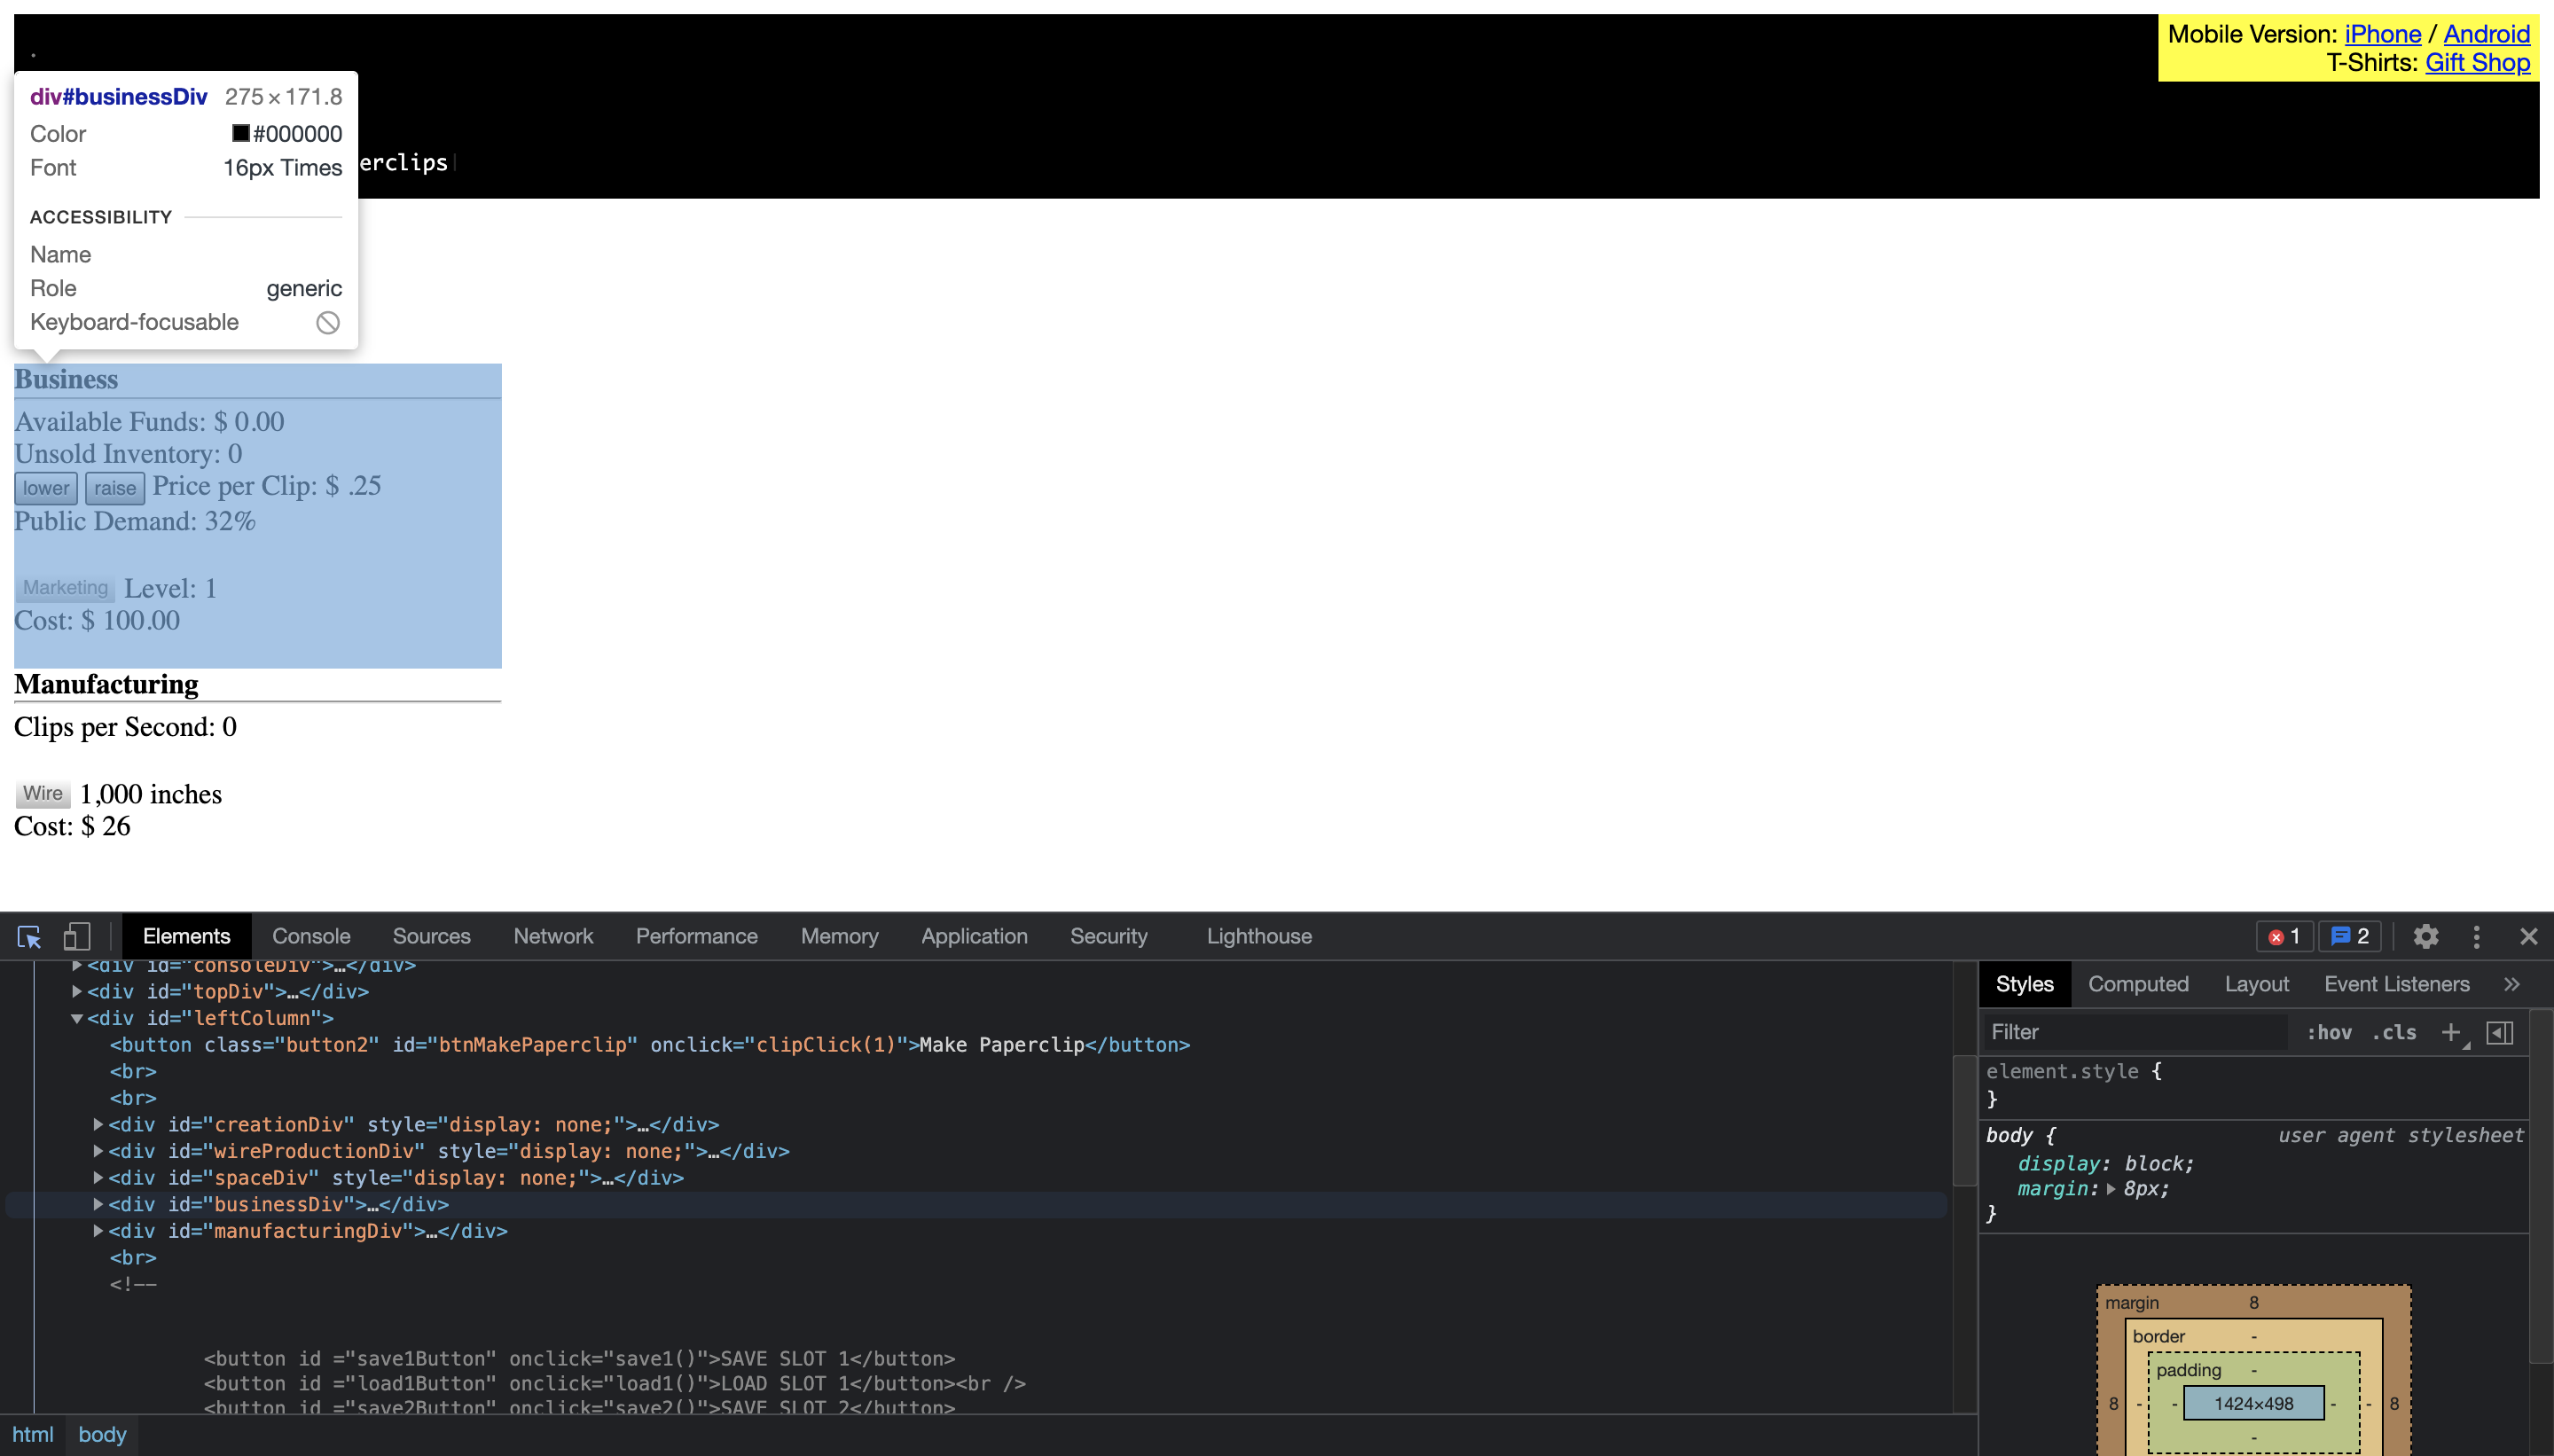 .
Mobile Version: iPhone / Android
T-Shirts: Gift Shop
div#businessDiv 275 × 171.8
Color #000000
Font 16px Times
ACCESSIBILITY
Name
Role generic
Keyboard-focusable
erclips
Business
Available Funds: $ 0.00
Unsold Inventory: 0
lower raise Price per Clip: $ .25
Public Demand: 32%
Marketing Level: 1
Cost: $ 100.00
Manufacturing
Clips per Second: 0
Wire 1,000 inches
Cost: $ 26
Elements Console Sources Network Performance Memory Application Security Lighthouse 1 2
<div id="consoleDiv">…</div>
<div id="topDiv">…</div>
<div id="leftColumn">
<button class="button2" id="btnMakePaperclip" onclick="clipClick(1)">Make Paperclip</button>
<br>
<br>
<div id="creationDiv" style="display: none;">…</div>
<div id="wireProductionDiv" style="display: none;">…</div>
<div id="spaceDiv" style="display: none;">…</div>
<div id="businessDiv">…</div>
<div id="manufacturingDiv">…</div>
<br>
<!--
<button id ="save1Button" onclick="save1()">SAVE SLOT 1</button>
<button id ="load1Button" onclick="load1()">LOAD SLOT 1</button><br />
<button id ="save2Button" onclick="save2()">SAVE SLOT 2</button>
html body
Styles Computed Layout Event Listeners »
Filter :hov .cls +
element.style {
}
body { user agent stylesheet
display: block;
margin: 8px;
}
margin 8
border -
padding -
8 - - 1424×498 - - 8
-